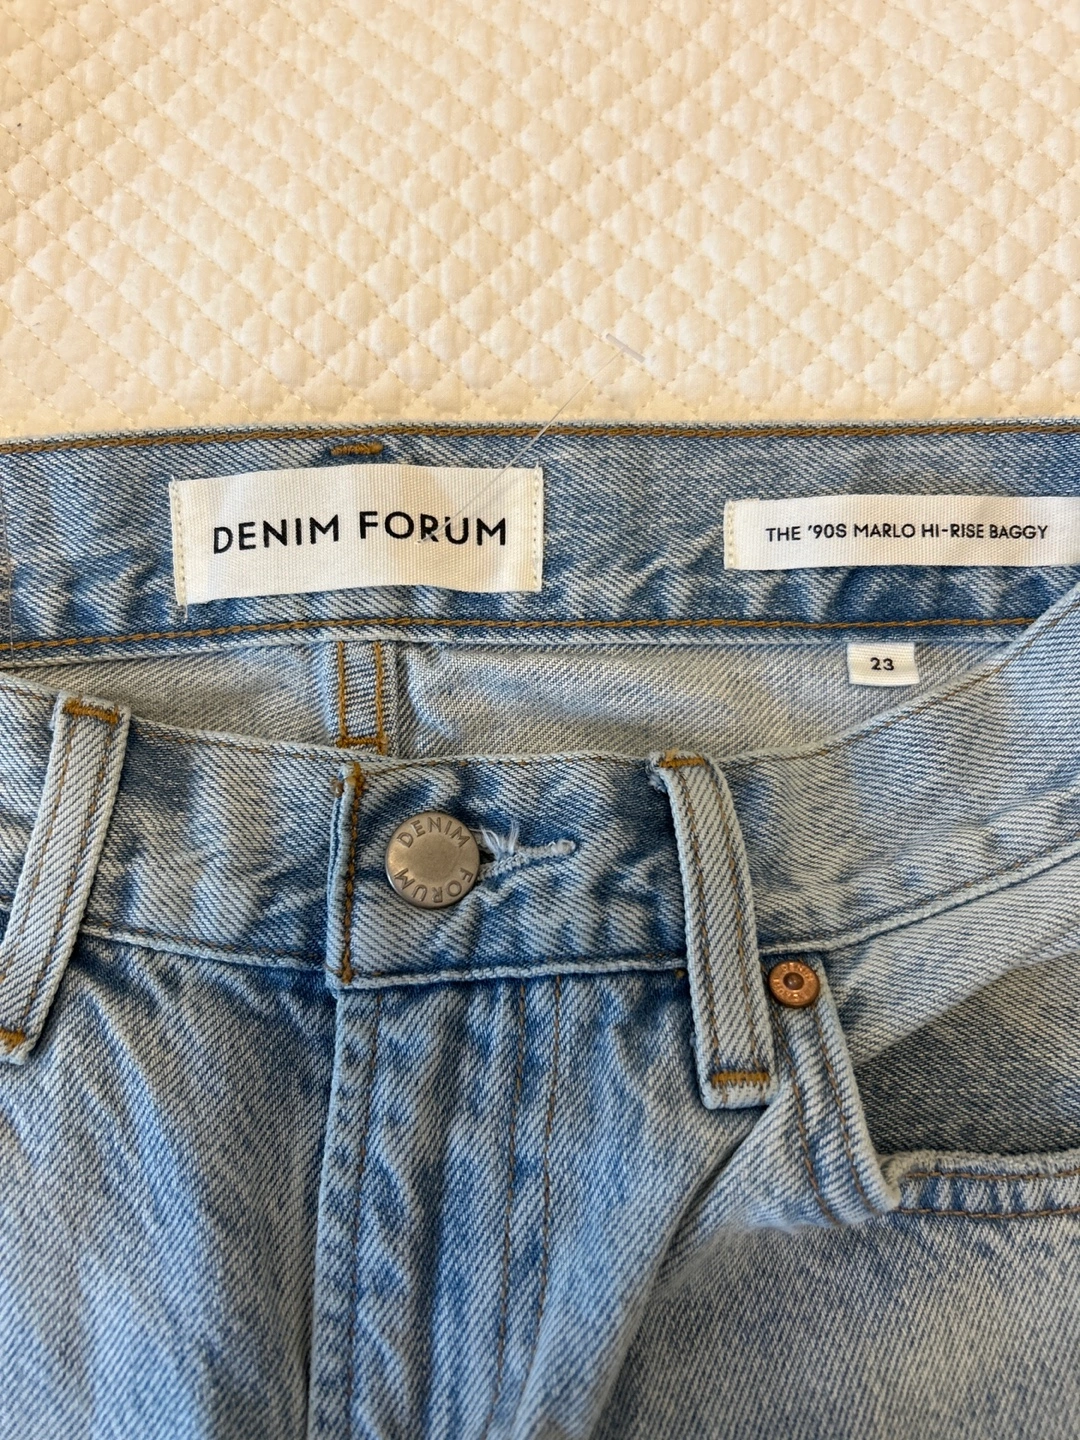 DENIM FORUM
THE '90S MARLO HI-RISE BAGGY
23
DENIM
FORUM